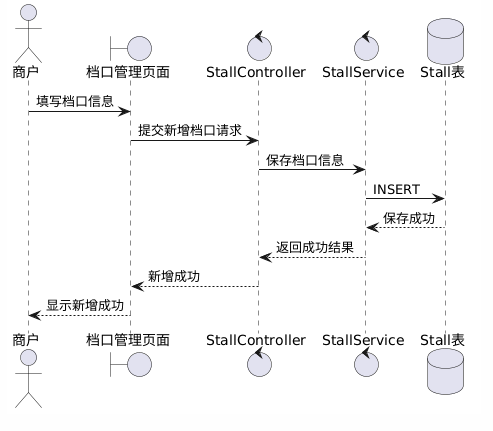 商户
档口管理页面
StallController
StallService
Stall表
填写档口信息
提交新增档口请求
保存档口信息
INSERT
保存成功
返回成功结果
新增成功
显示新增成功
商户
档口管理页面
StallController
StallService
Stall表